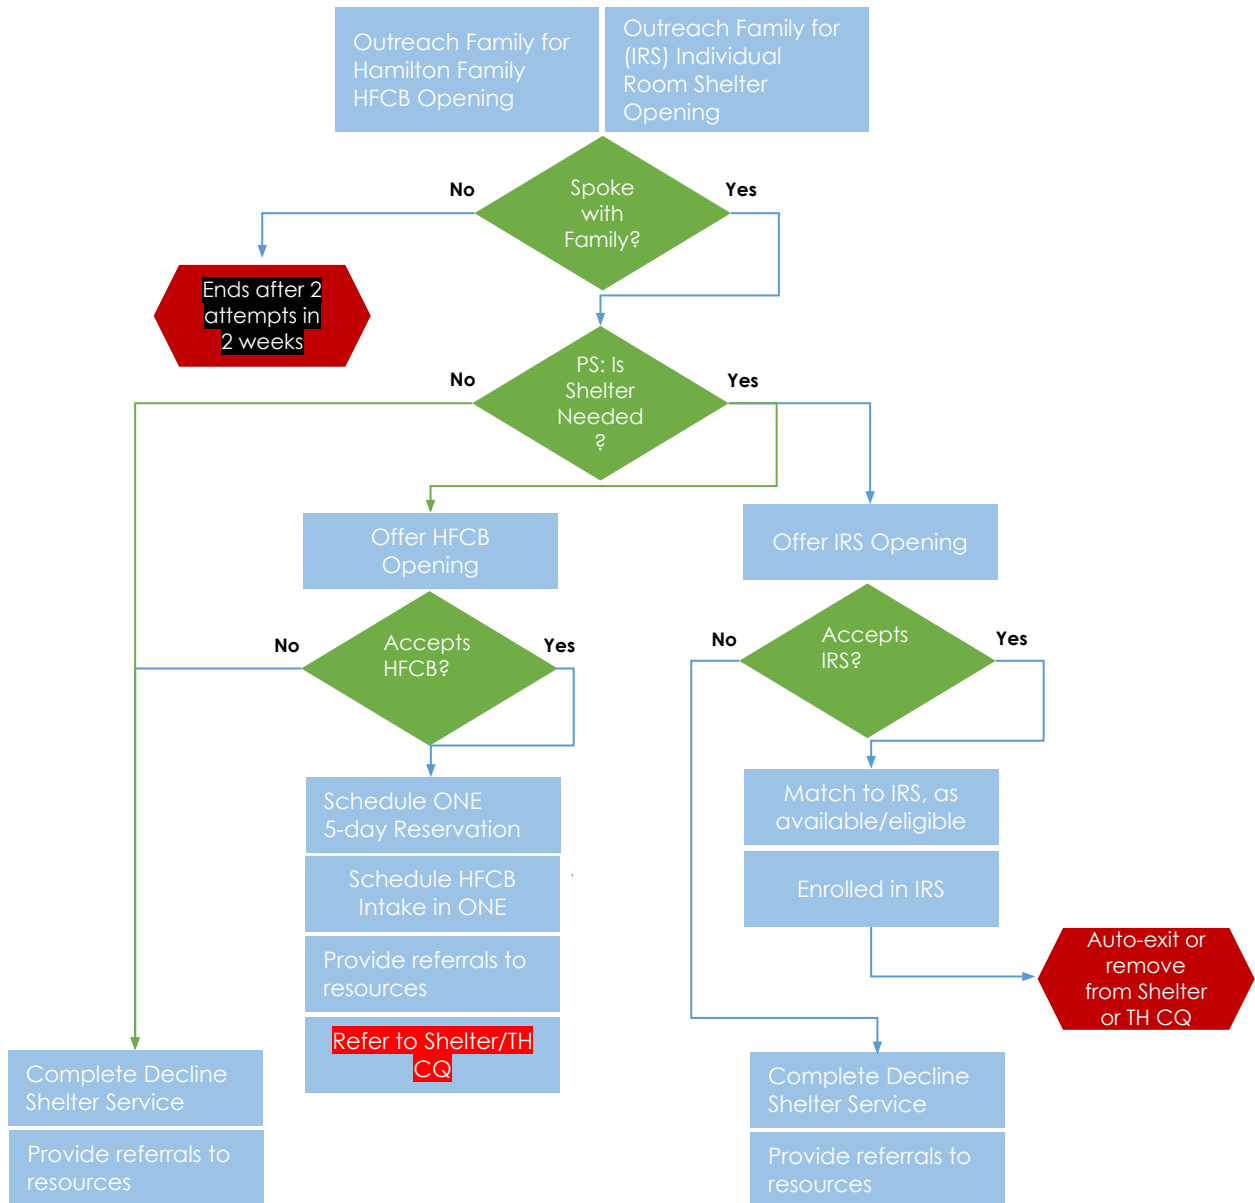 Outreach Family for
Hamilton Family
HFCB Opening
Outreach Family for
(IRS) Individual
Room Shelter
Opening
No
Spoke
with
Family?
Yes
Ends after 2
attempts in
2 weeks
No
PS: Is
Shelter
Needed
?
Yes
Offer HFCB
Opening
Offer IRS Opening
No
Accepts
HFCB?
Yes
No
Accepts
IRS?
Yes
Schedule ONE
5-day Reservation
Schedule HFCB
Intake in ONE
Provide referrals to
resources
Refer to Shelter/TH
CQ
Match to IRS, as
available/eligible
Enrolled in IRS
Auto-exit or
remove
from Shelter
or TH CQ
Complete Decline
Shelter Service
Provide referrals to
resources
Complete Decline
Shelter Service
Provide referrals to
resources